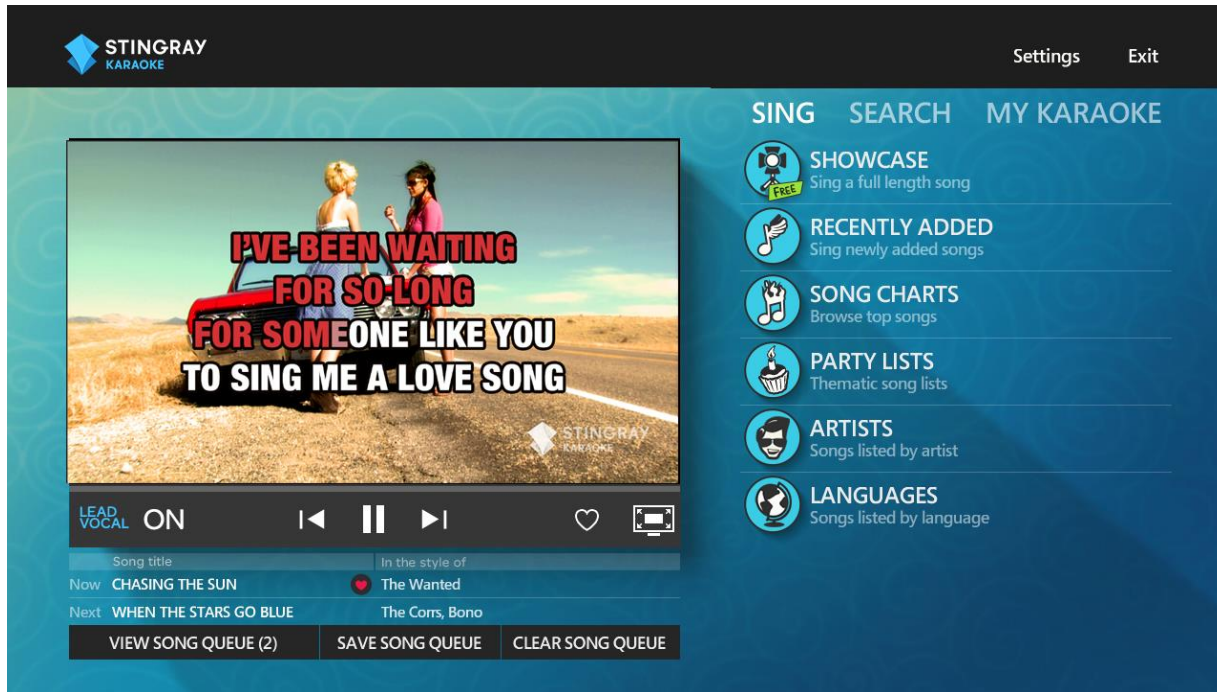 STINGRAY
KARAOKE
Settings Exit
SING SEARCH MY KARAOKE
I'VE BEEN WAITING
FOR SO LONG
FOR SOMEONE LIKE YOU
TO SING ME A LOVE SONG
STINGRAY
KARAOKE
LEAD
VOCAL ON
Song title In the style of
Now CHASING THE SUN The Wanted
Next WHEN THE STARS GO BLUE The Corrs, Bono
VIEW SONG QUEUE (2) SAVE SONG QUEUE CLEAR SONG QUEUE
SHOWCASE
FREE
Sing a full length song
RECENTLY ADDED
Sing newly added songs
SONG CHARTS
Browse top songs
PARTY LISTS
Thematic song lists
ARTISTS
Songs listed by artist
LANGUAGES
Songs listed by language